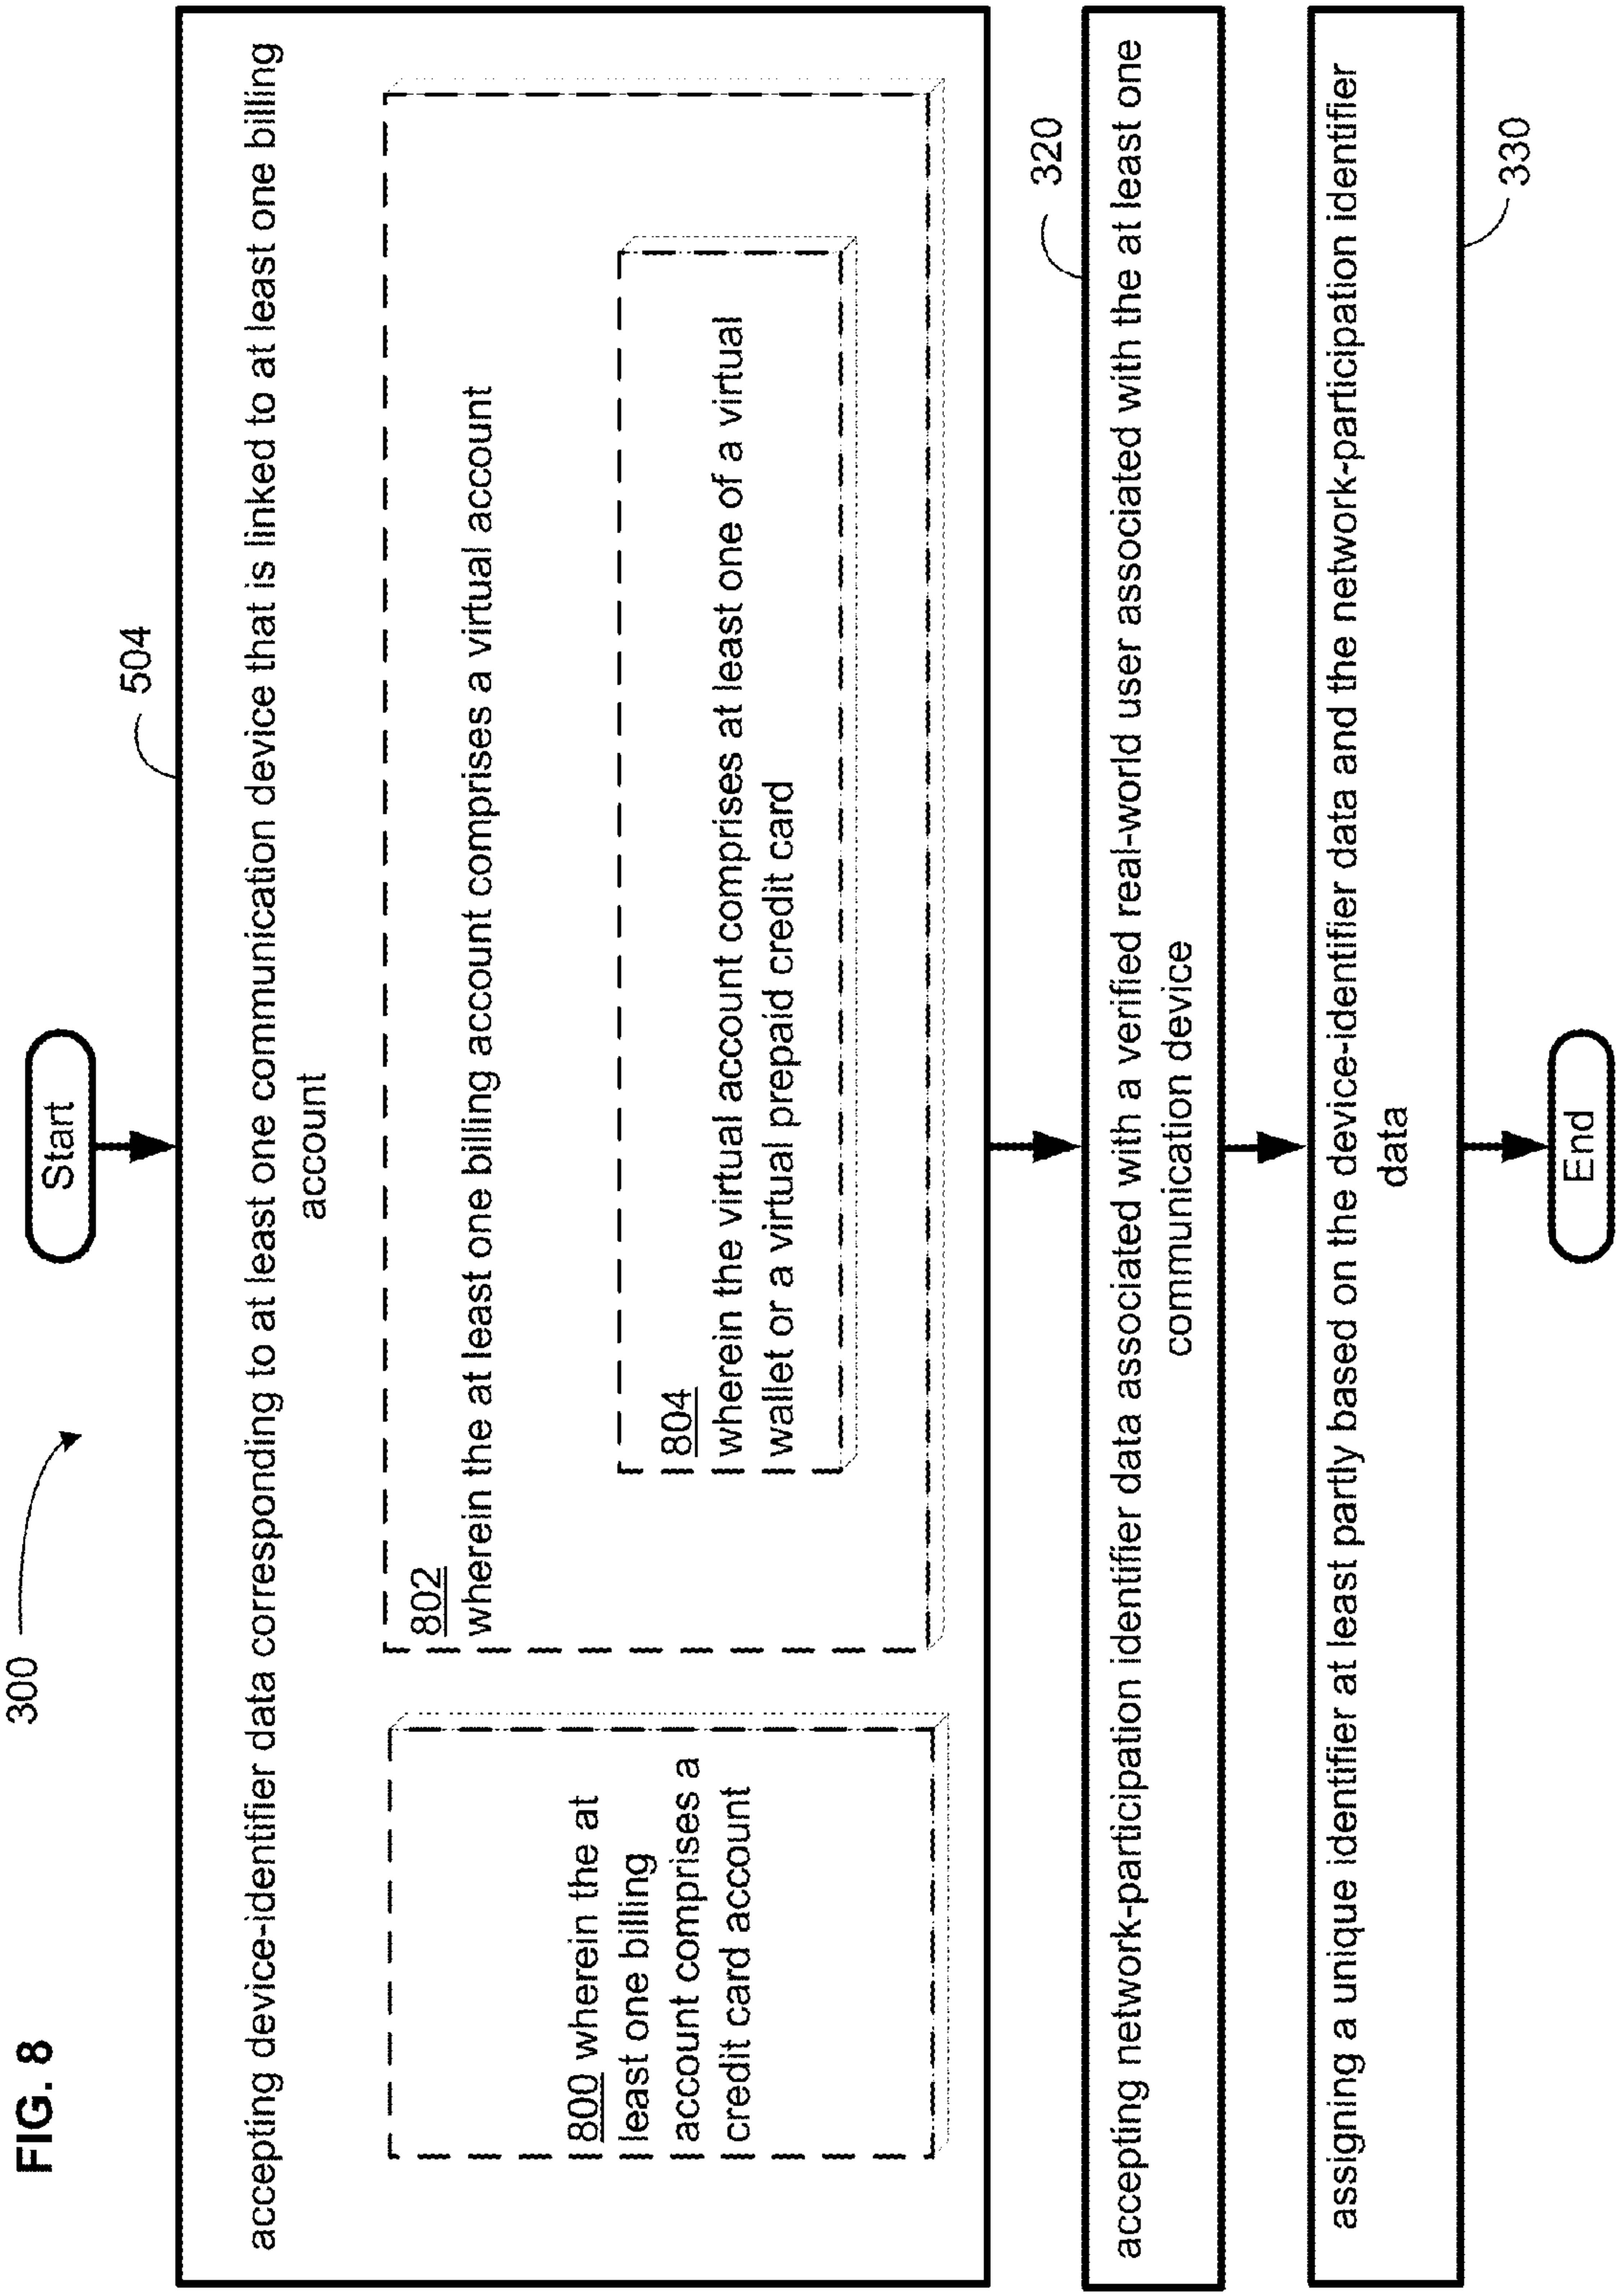 FIG. 8
300
Start
504
accepting device-identifier data corresponding to at least one communication device that is linked to at least one billing
account
800 wherein the at
least one billing
account comprises a
credit card account
802
wherein the at least one billing account comprises a virtual account
804
wherein the virtual account comprises at least one of a virtual
wallet or a virtual prepaid credit card
320
accepting network-participation identifier data associated with a verified real-world user associated with the at least one
communication device
330
assigning a unique identifier at least partly based on the device-identifier data and the network-participation identifier
data
End